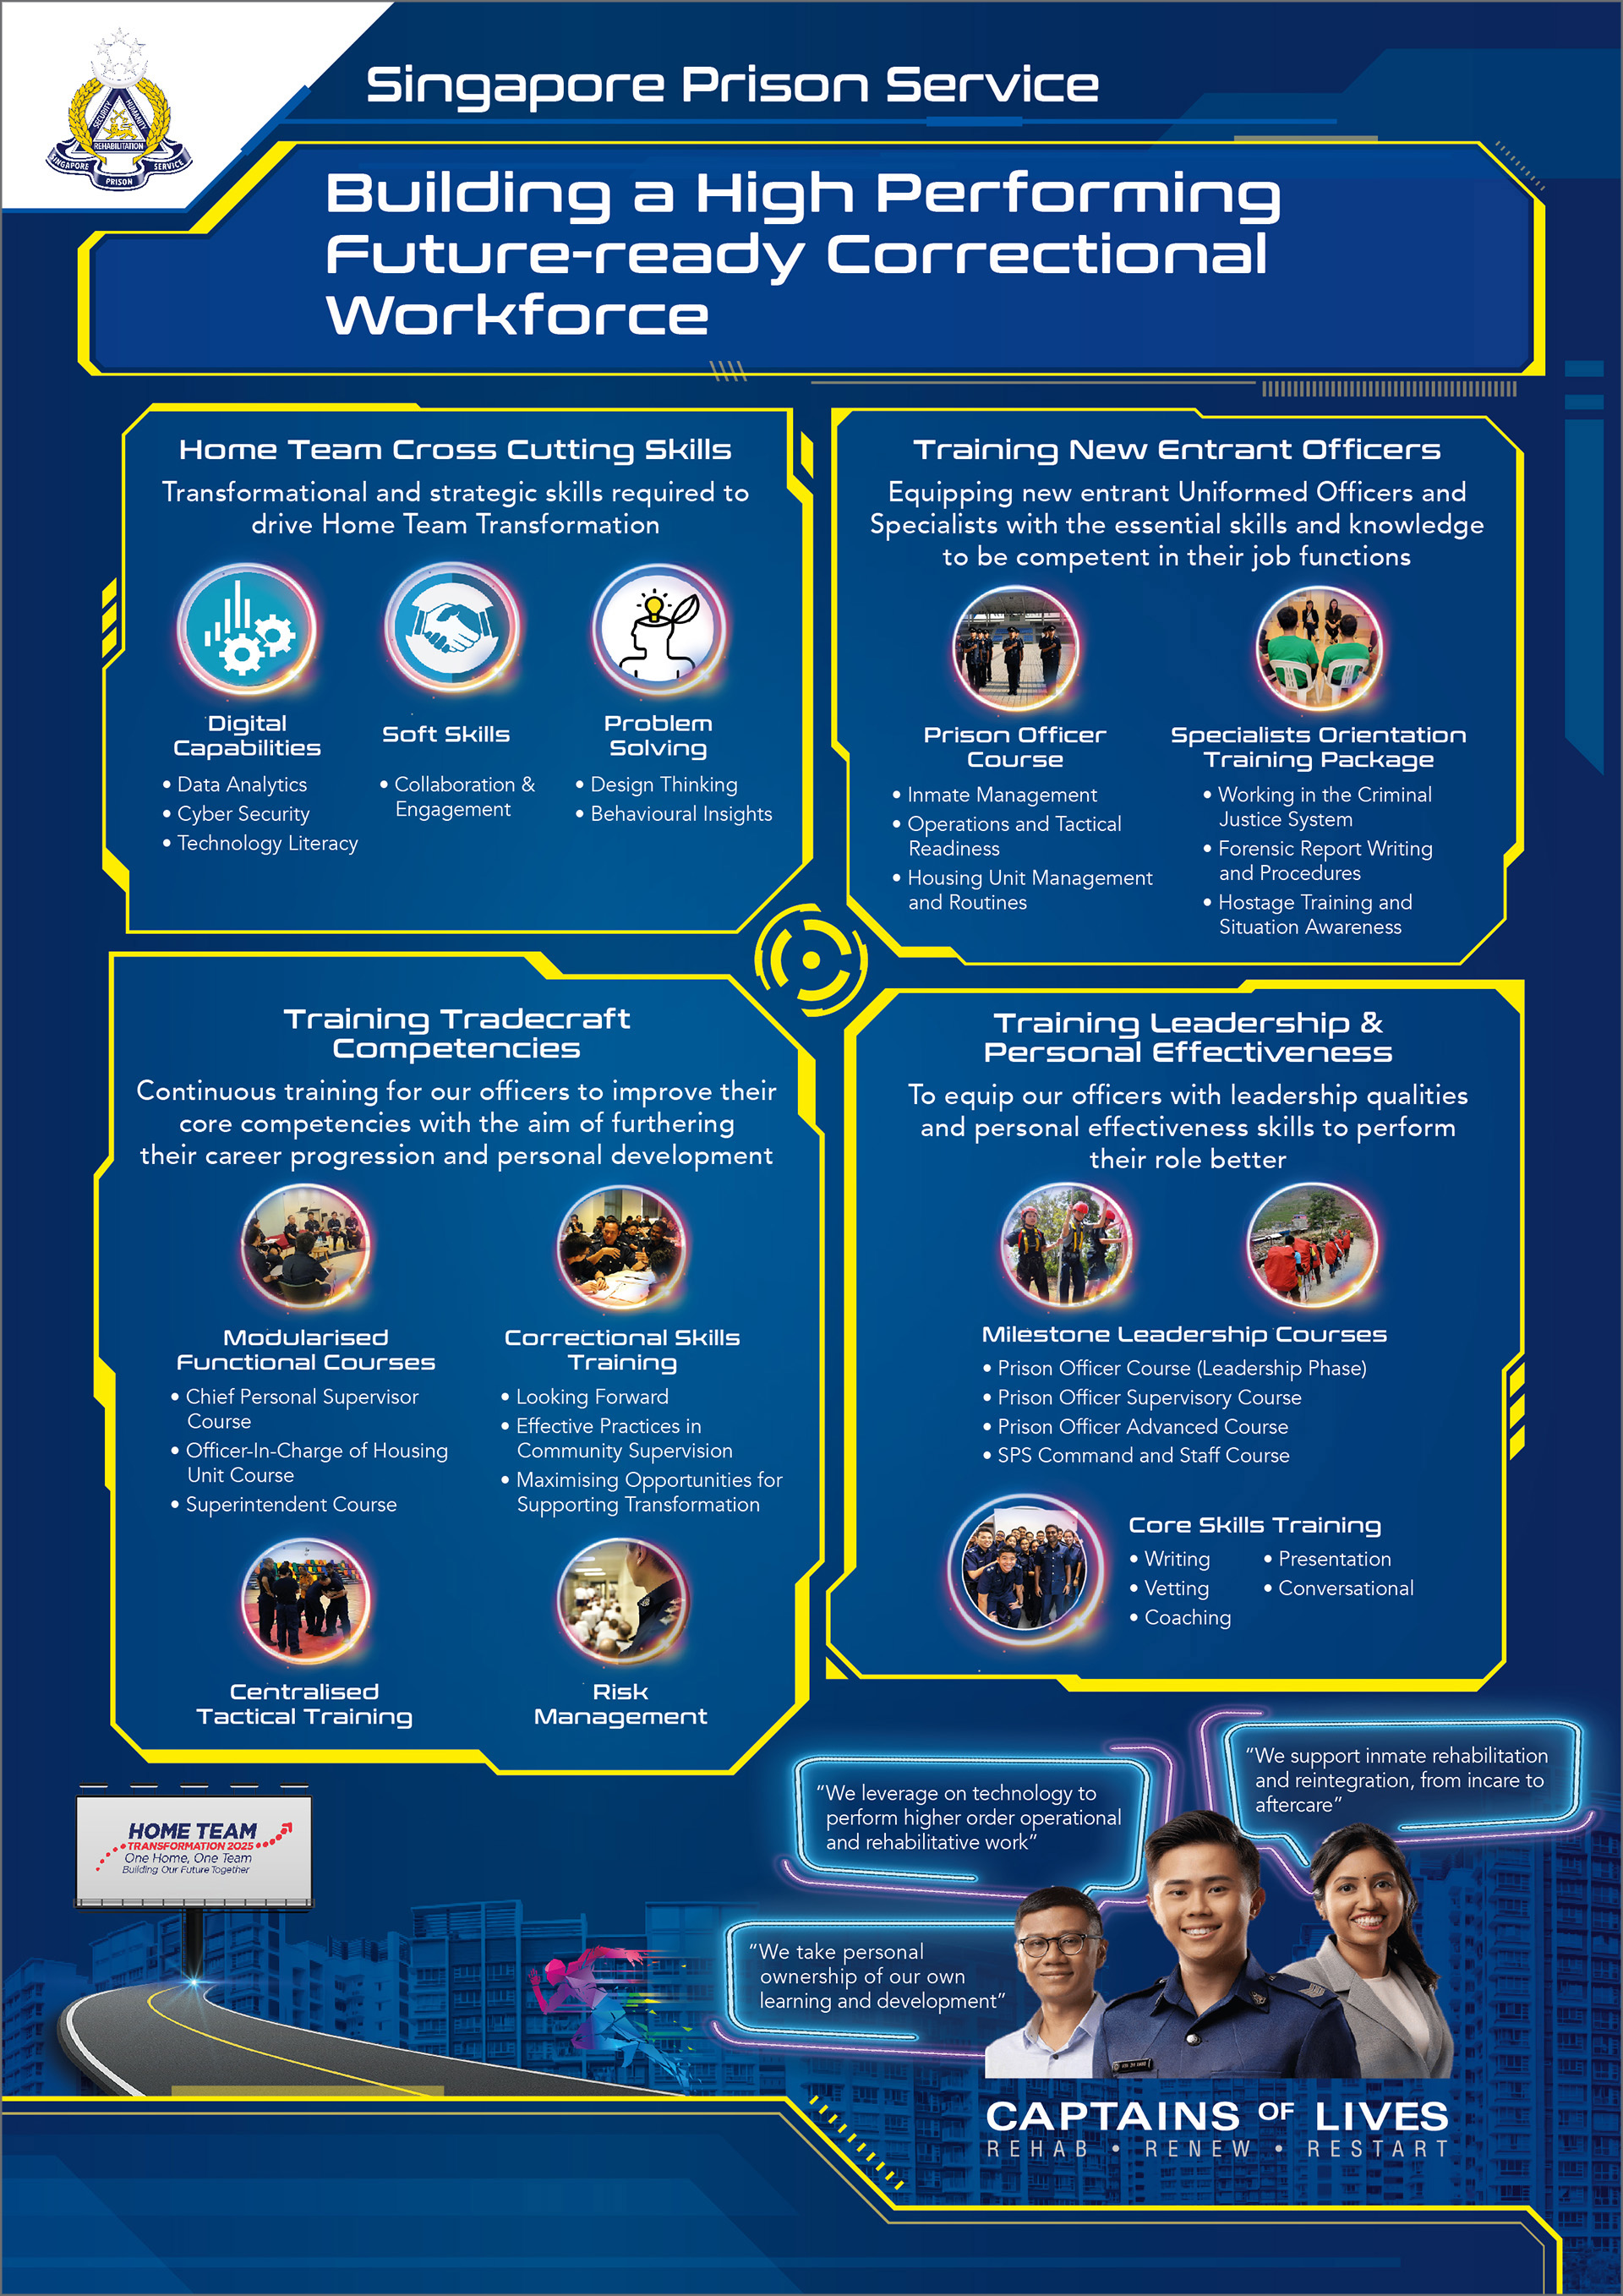 SECURITY
HUMANITY
REHABILITATION
SINGAPORE
PRISON
SERVICE
Singapore Prison Service
Building a High Performing
Future-ready Correctional
Workforce
Home Team Cross Cutting Skills
Transformational and strategic skills required to
drive Home Team Transformation
Digital
Capabilities
• Data Analytics
• Cyber Security
• Technology Literacy
Soft Skills
• Collaboration &
Engagement
Problem
Solving
• Design Thinking
• Behavioural Insights
Training New Entrant Officers
Equipping new entrant Uniformed Officers and
Specialists with the essential skills and knowledge
to be competent in their job functions
Prison Officer
Course
• Inmate Management
• Operations and Tactical
Readiness
• Housing Unit Management
and Routines
Specialists Orientation
Training Package
• Working in the Criminal
Justice System
• Forensic Report Writing
and Procedures
• Hostage Training and
Situation Awareness
Training Tradecraft
Competencies
Continuous training for our officers to improve their
core competencies with the aim of furthering
their career progression and personal development
Modularised
Functional Courses
• Chief Personal Supervisor
Course
• Officer-In-Charge of Housing
Unit Course
• Superintendent Course
Correctional Skills
Training
• Looking Forward
• Effective Practices in
Community Supervision
• Maximising Opportunities for
Supporting Transformation
Centralised
Tactical Training
Risk
Management
Training Leadership &
Personal Effectiveness
To equip our officers with leadership qualities
and personal effectiveness skills to perform
their role better
Milestone Leadership Courses
• Prison Officer Course (Leadership Phase)
• Prison Officer Supervisory Course
• Prison Officer Advanced Course
• SPS Command and Staff Course
Core Skills Training
• Writing
• Vetting
• Coaching
• Presentation
• Conversational
HOME TEAM
TRANSFORMATION 2025
One Home, One Team
Building Our Future Together
"We leverage on technology to
perform higher order operational
and rehabilitative work"
"We support inmate rehabilitation
and reintegration, from incare to
aftercare"
"We take personal
ownership of our own
learning and development"
CAPTAINS OF LIVES
REHAB • RENEW • RESTART